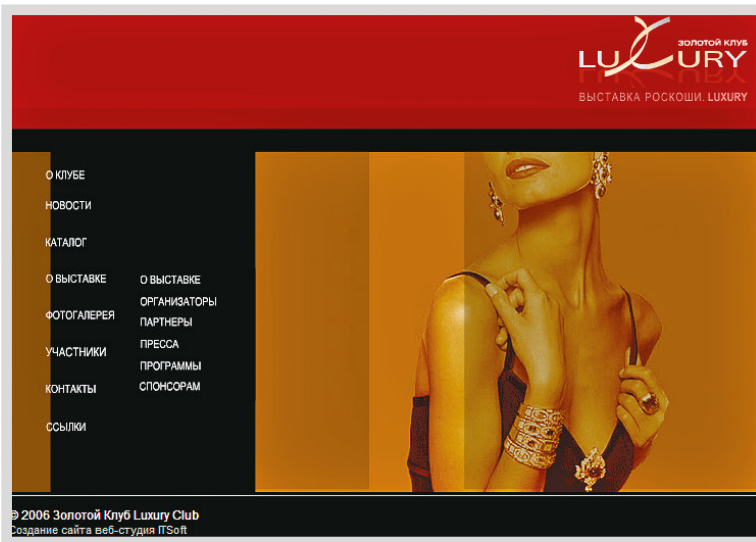 ЗОЛОТОЙ КЛУБ
LUXURY
ВЫСТАВКА РОСКОШИ. LUXURY
О КЛУБЕ
НОВОСТИ
КАТАЛОГ
О ВЫСТАВКЕ
ФОТОГАЛЕРЕЯ
УЧАСТНИКИ
КОНТАКТЫ
ССЫЛКИ
О ВЫСТАВКЕ
ОРГАНИЗАТОРЫ
ПАРТНЕРЫ
ПРЕССА
ПРОГРАММЫ
СПОНСОРАМ
© 2006 Золотой Клуб Luxury Club
Создание сайта веб-студия ITSoft